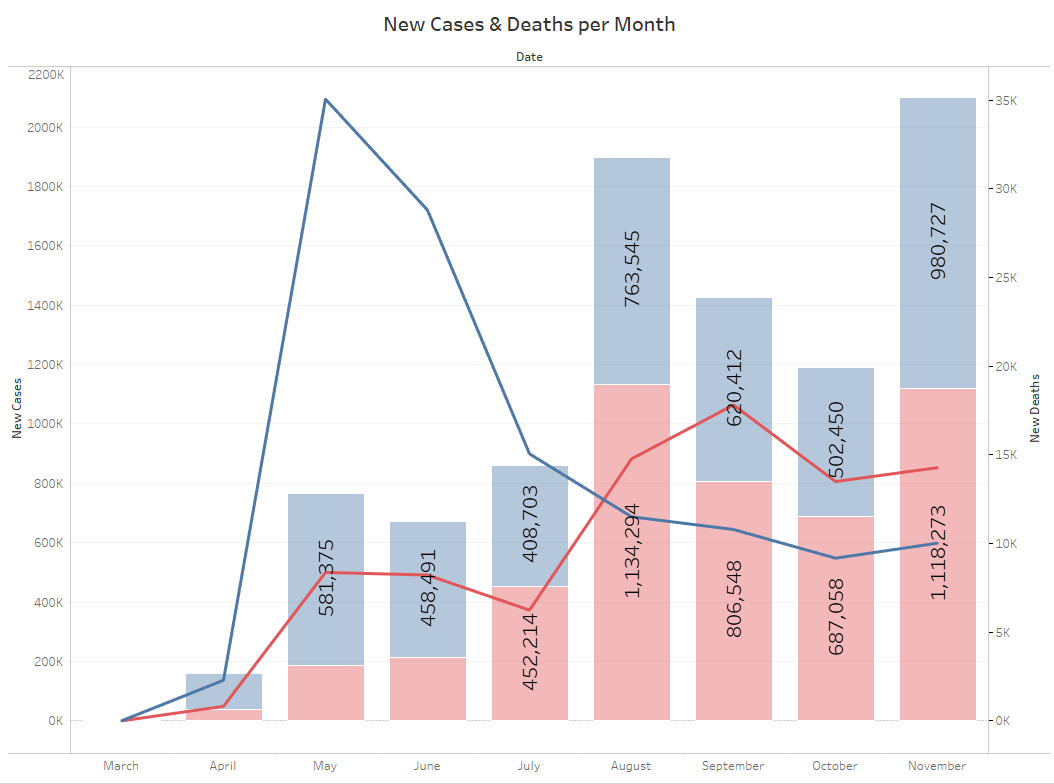 New Cases & Deaths per Month
Date
2200K
2000K
1800K
1600K
1400K
1200K
1000K
800K
600K
400K
200K
0K
New Cases
35K
30K
25K
20K
15K
10K
5K
0K
New Deaths
581,375
458,491
408,703
452,214
763,545
1,134,294
620,412
806,548
502,450
687,058
980,727
1,118,273
March April May June July August September October November